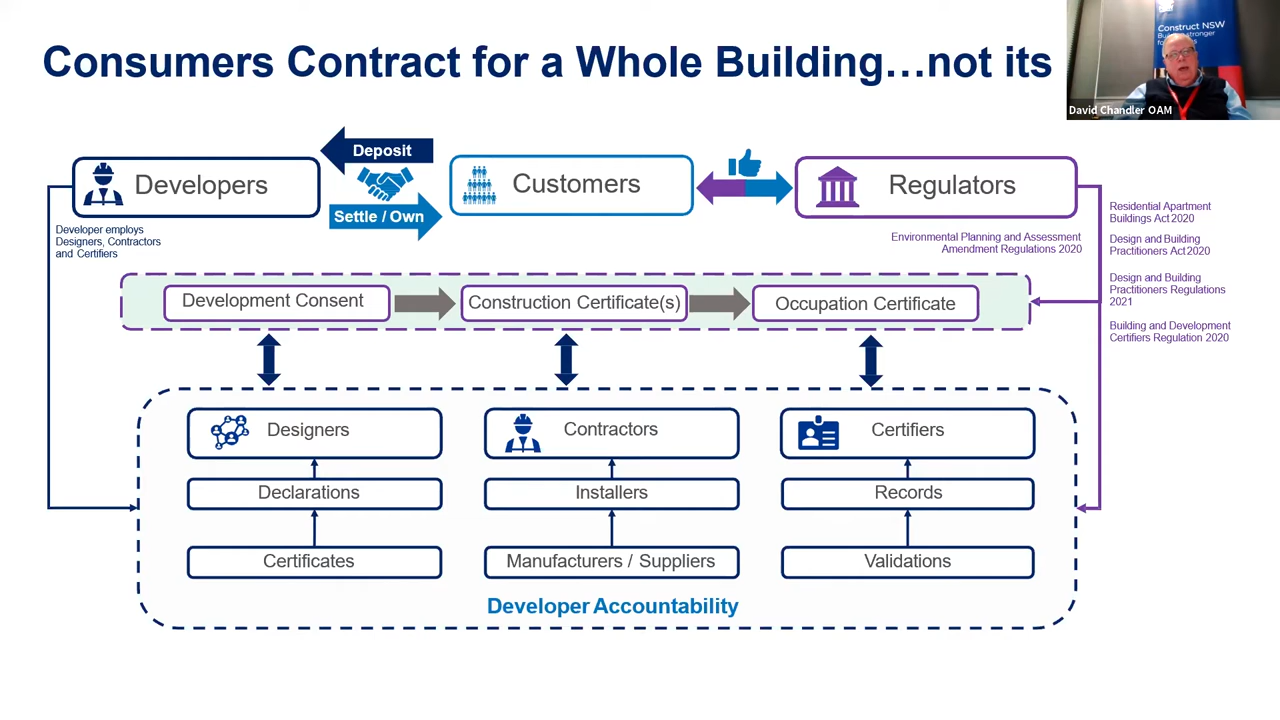 Consumers Contract for a Whole Building…not its
Construct NSW
David Chandler OAM
Deposit
Developers
Customers
Regulators
Settle / Own
Developer employs
Designers, Contractors
and Certifiers
Environmental Planning and Assessment
Amendment Regulations 2020
Residential Apartment
Buildings Act 2020
Design and Building
Practitioners Act 2020
Design and Building
Practitioners Regulations
2021
Building and Development
Certifiers Regulation 2020
Development Consent
Construction Certificate(s)
Occupation Certificate
Designers
Contractors
Certifiers
Declarations
Installers
Records
Certificates
Manufacturers / Suppliers
Validations
Developer Accountability